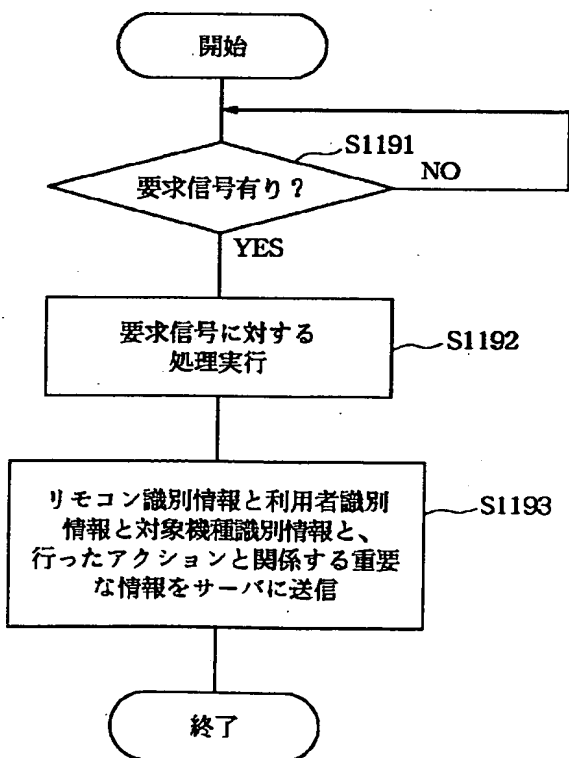 開始
S1191
要求信号有り?
NO
YES
要求信号に対する
処理実行
S1192
リモコン識別情報と利用者識別
情報と対象機種識別情報と、
行ったアクションと関係する重要
な情報をサーバに送信
S1193
終了